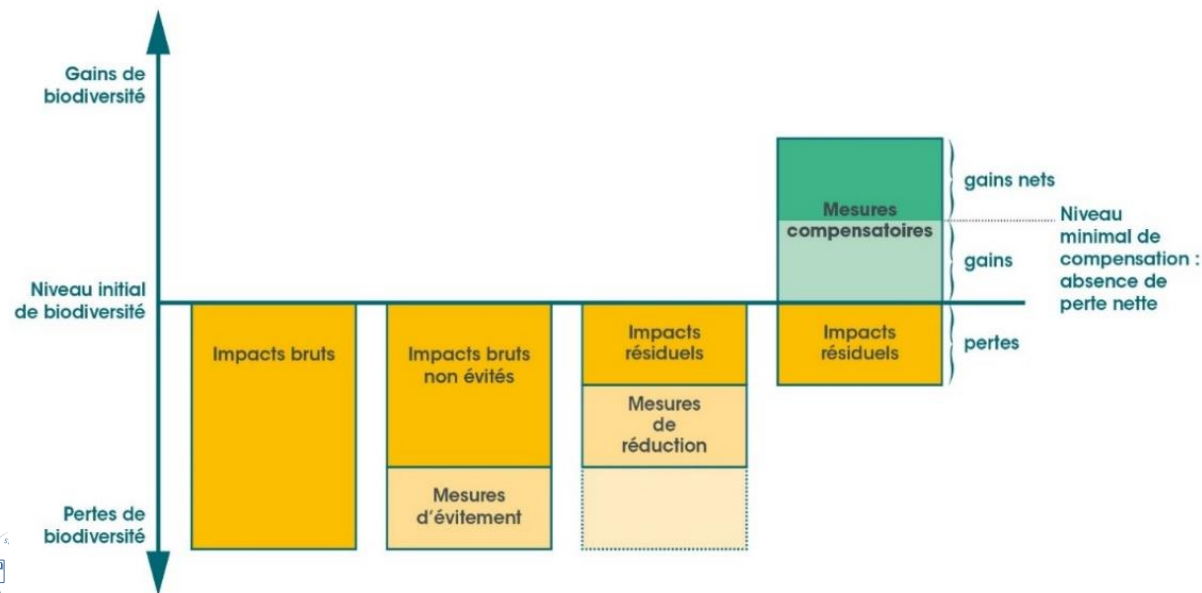 Gains de
biodiversité
Niveau initial
de biodiversité
Pertes de
biodiversité
Impacts bruts
Impacts bruts
non évités
Mesures
d'évitement
Impacts
résiduels
Mesures
de
réduction
Mesures
compensatoires
Impacts
résiduels
gains nets
gains
pertes
Niveau
minimal de
compensation :
absence de
perte nette